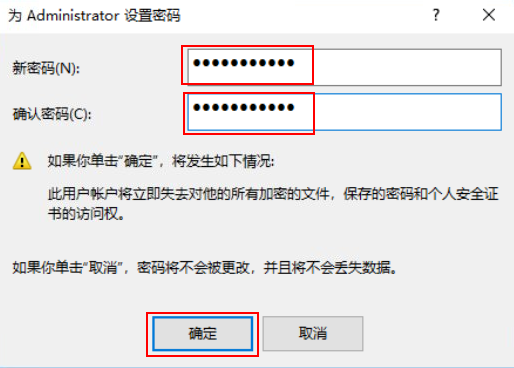 为 Administrator 设置密码
新密码(N):
确认密码(C):
如果你单击“确定”，将发生如下情况:
此用户帐户将立即失去对他的所有加密的文件，保存的密码和个人安全证
书的访问权。
如果你单击“取消”，密码将不会被更改，并且将不会丢失数据。
确定
取消